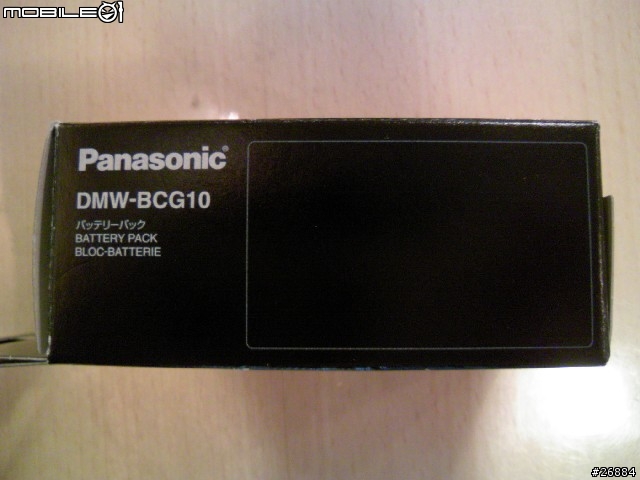 MOBILE01
Panasonic
DMW-BCG10
バッテリーパック
BATTERY PACK
BLOC-BATTERIE
#26884